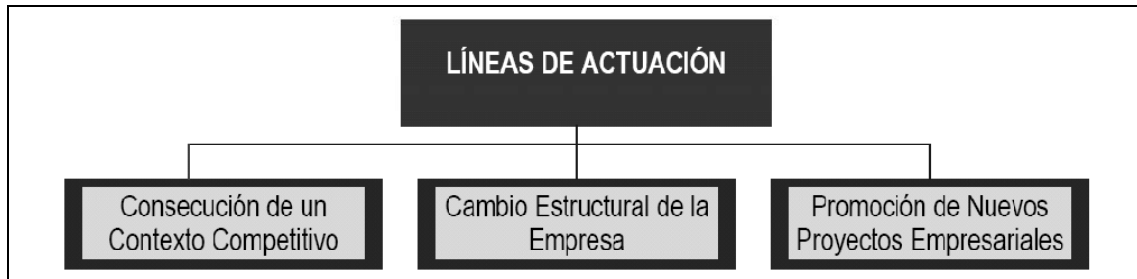 LÍNEAS DE ACTUACIÓN
Consecución de un
Contexto Competitivo
Cambio Estructural de la
Empresa
Promoción de Nuevos
Proyectos Empresariales